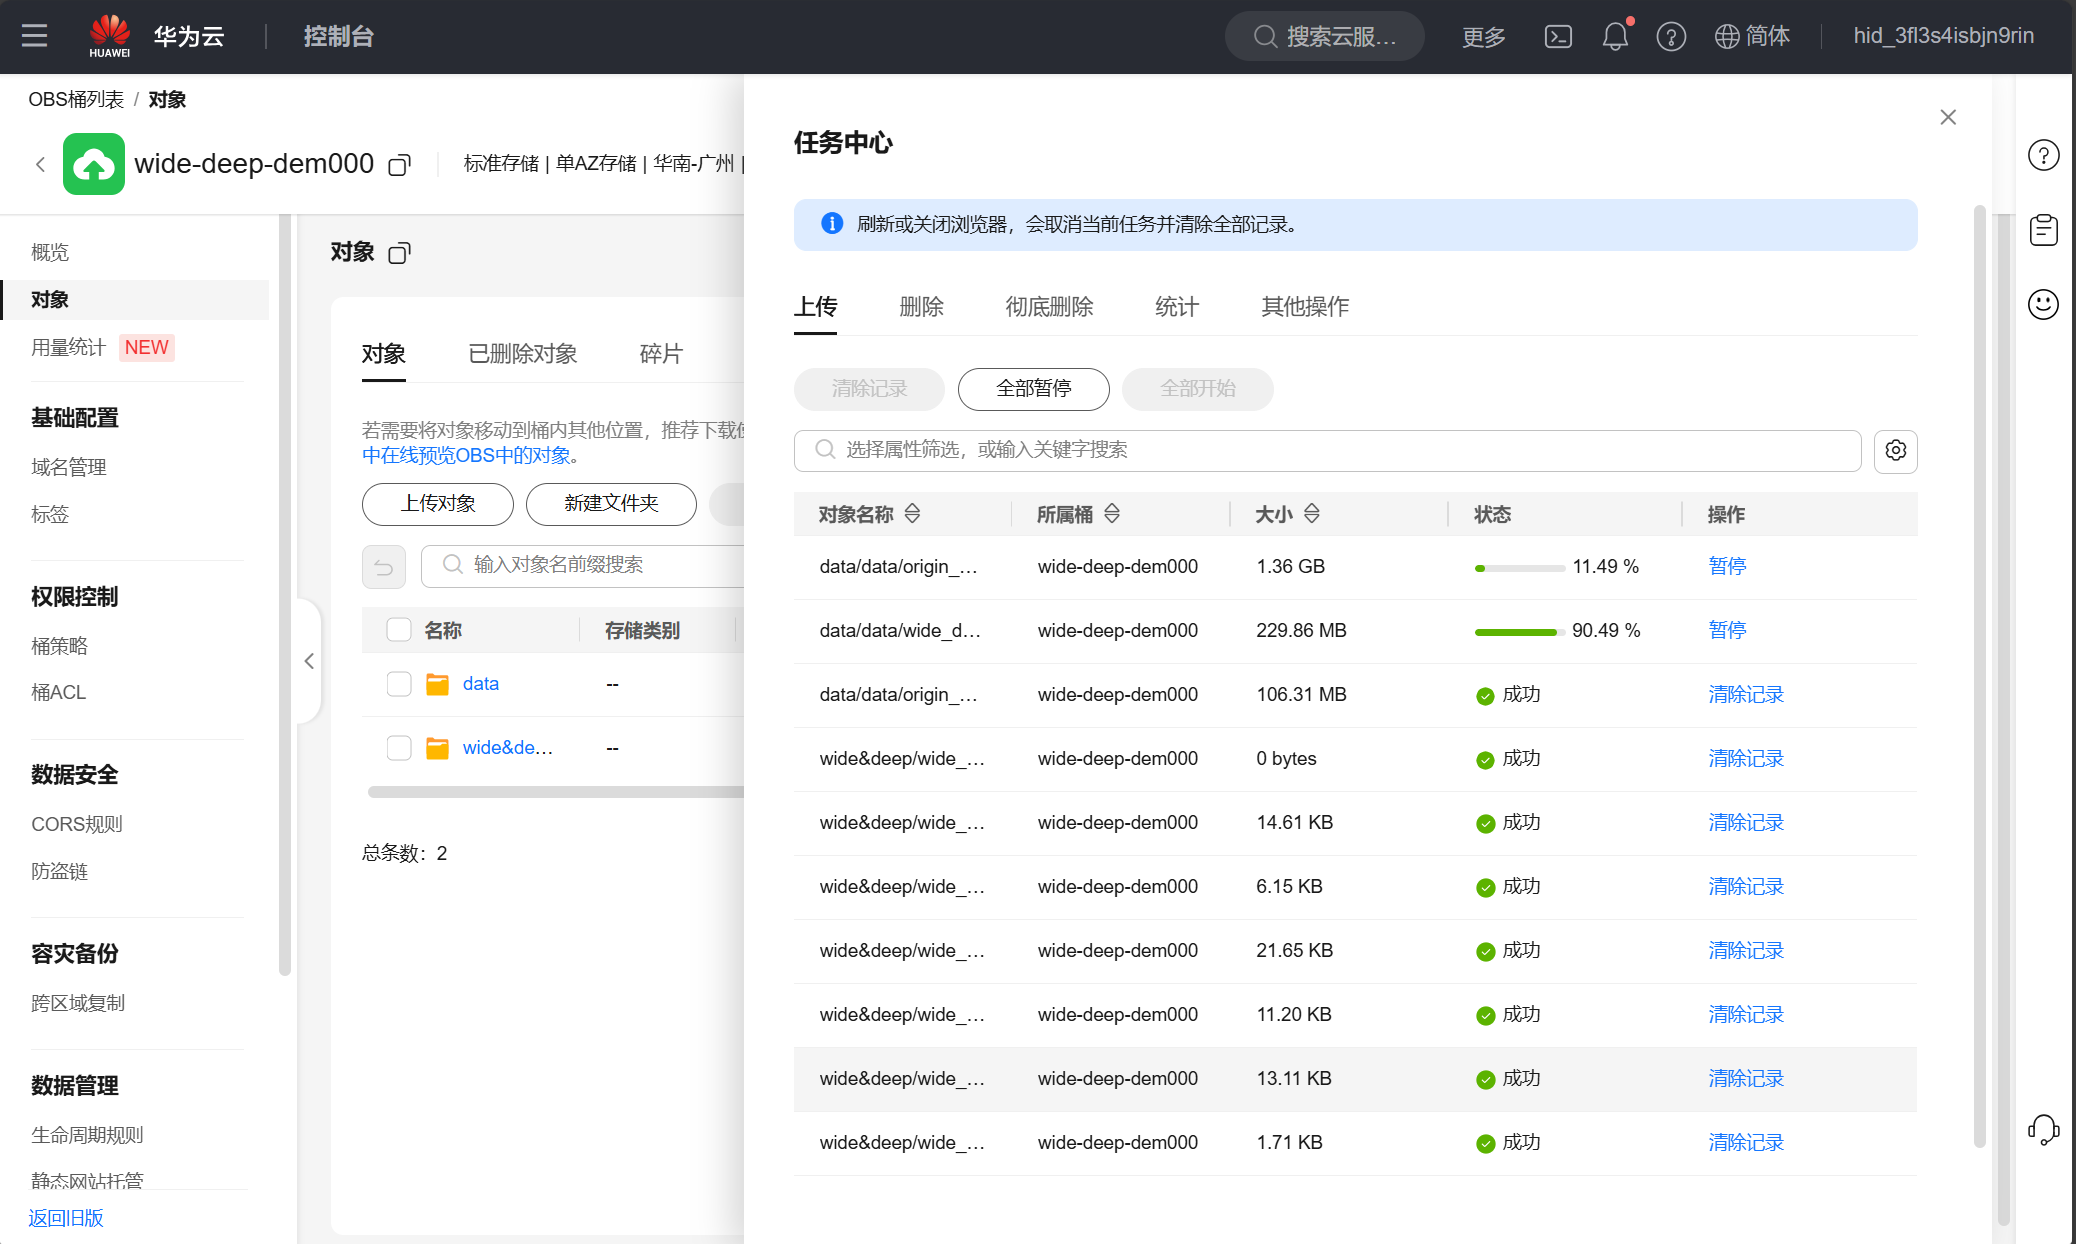 HUAWEI 华为云 控制台 搜索云服... 更多 简体 hid_3fl3s4isbjn9rin
OBS桶列表 / 对象
wide-deep-dem000 标准存储 | 单AZ存储 | 华南-广州 |
概览
对象
用量统计 NEW
基础配置
域名管理
标签
权限控制
桶策略
桶ACL
数据安全
CORS规则
防盗链
容灾备份
跨区域复制
数据管理
生命周期规则
静态网站托管
返回旧版
对象
对象 已删除对象 碎片
若需要将对象移动到桶内其他位置，推荐下载
中在线预览OBS中的对象。
上传对象 新建文件夹
输入对象名前缀搜索
名称 存储类别
data --
wide&de... --
总条数：2
任务中心
刷新或关闭浏览器，会取消当前任务并清除全部记录。
上传 删除 彻底删除 统计 其他操作
清除记录 全部暂停 全部开始
选择属性筛选，或输入关键字搜索
对象名称 所属桶 大小 状态 操作
data/data/origin_... wide-deep-dem000 1.36 GB 11.49 % 暂停
data/data/wide_d... wide-deep-dem000 229.86 MB 90.49 % 暂停
data/data/origin_... wide-deep-dem000 106.31 MB 成功 清除记录
wide&deep/wide_... wide-deep-dem000 0 bytes 成功 清除记录
wide&deep/wide_... wide-deep-dem000 14.61 KB 成功 清除记录
wide&deep/wide_... wide-deep-dem000 6.15 KB 成功 清除记录
wide&deep/wide_... wide-deep-dem000 21.65 KB 成功 清除记录
wide&deep/wide_... wide-deep-dem000 11.20 KB 成功 清除记录
wide&deep/wide_... wide-deep-dem000 13.11 KB 成功 清除记录
wide&deep/wide_... wide-deep-dem000 1.71 KB 成功 清除记录